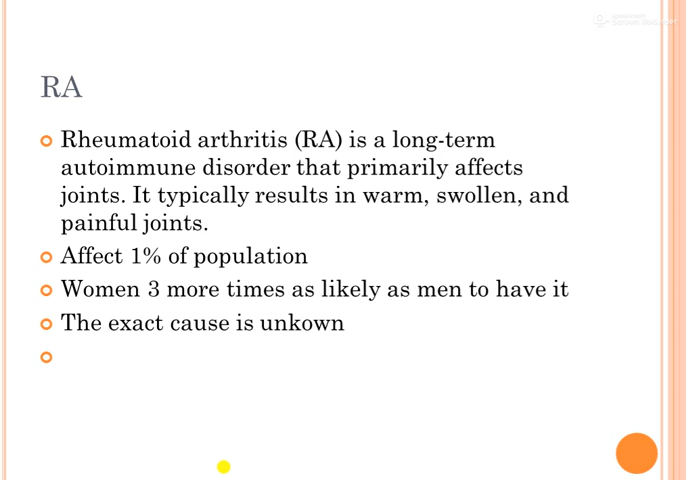 RA
Rheumatoid arthritis (RA) is a long-term
autoimmune disorder that primarily affects
joints. It typically results in warm, swollen, and
painful joints.
Affect 1% of population
Women 3 more times as likely as men to have it
The exact cause is unkown
Screen Recorder